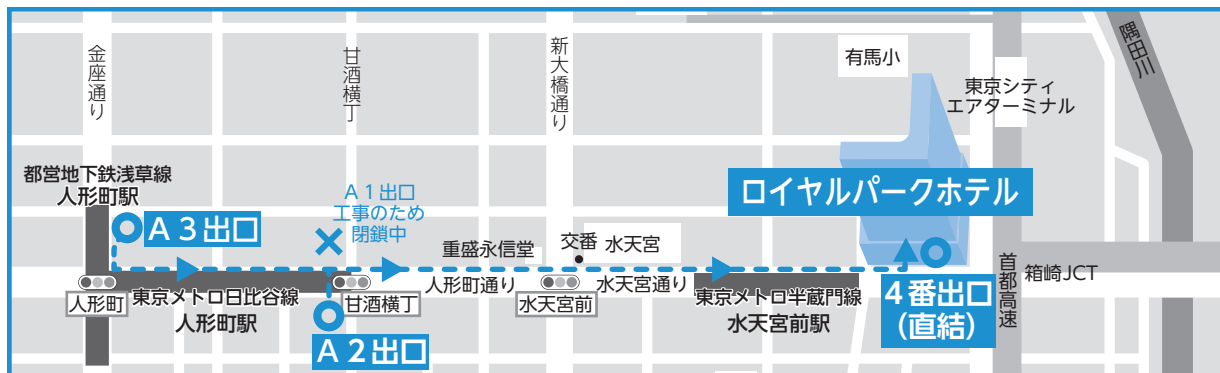 金座通り
甘酒横丁
新大橋通り
有馬小
東京シティ
エアターミナル
隅田川
都営地下鉄浅草線
人形町駅
A3出口
A1出口
工事のため
閉鎖中
重盛永信堂
交番
水天宮
ロイヤルパークホテル
人形町
東京メトロ日比谷線
人形町駅
甘酒横丁
人形町通り
水天宮前
水天宮通り
東京メトロ半蔵門線
水天宮前駅
4番出口
(直結)
首都高速
箱崎JCT
A2出口